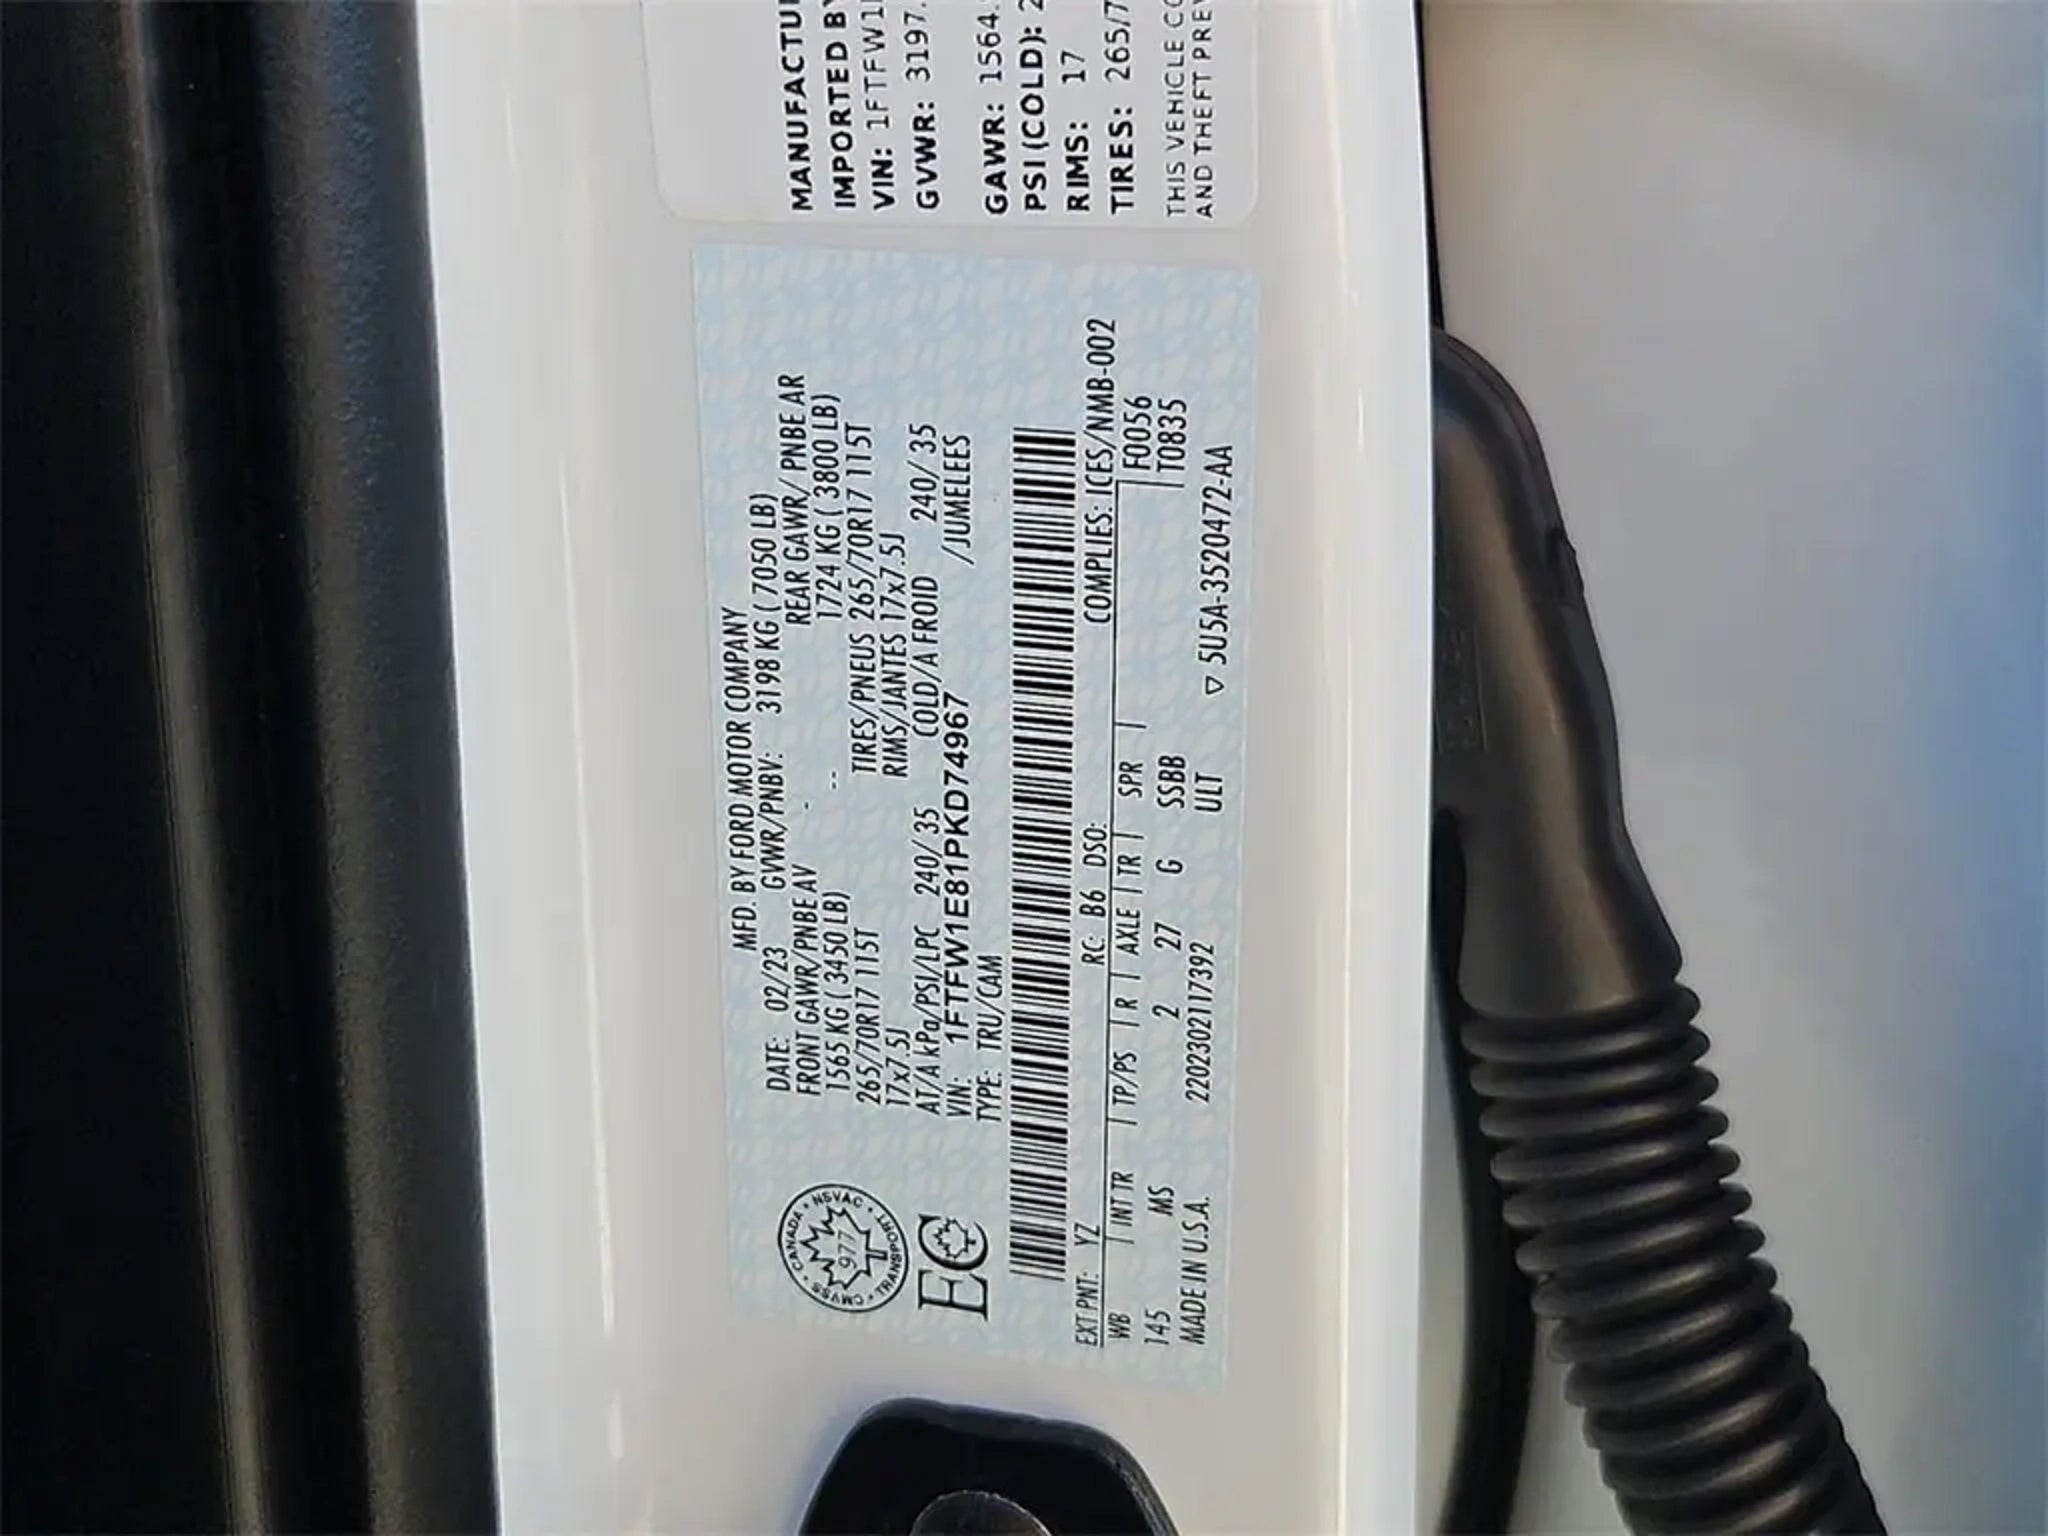 MFD. BY FORD MOTOR COMPANY
DATE: 02/23 GVWR/PNBV: 3198 KG ( 7050 LB)
FRONT GAWR/PNBE AV - REAR GAWR/ PNBE AR
1565 KG ( 3450 LB) -- 1724 KG ( 3800 LB)
265/70R17 115T TIRES/PNEUS 265/70R17 115T
17x7.5J RIMS/JANTES 17x7.5J
AT/A kPa/PSI/LPC 240/ 35 COLD/A FROID 240/ 35
VIN: 1FTFW1E81PKD74967 /JUMELEES
TYPE: TRU/CAM
CANADA • NSVAC • TRANSPORT • CMVSS •
977
EC
EXT PNT: YZ RC: B6 DSO: COMPLIES: ICES/NMB-002
WB | INT TR | TP/PS | R | AXLE | TR | SPR | F0056
145 MS 2 27 G SSBB T0835
MADE IN U.S.A. 2202302117392 ULT ▽ 5U5A-3520472-AA
MANUFACTU
IMPORTED B
VIN: 1FTFW1
GVWR: 3197.
GAWR: 1564.
PSI(COLD): 2
RIMS: 17
TIRES: 265/7
THIS VEHICLE CO
AND THEFT PREV